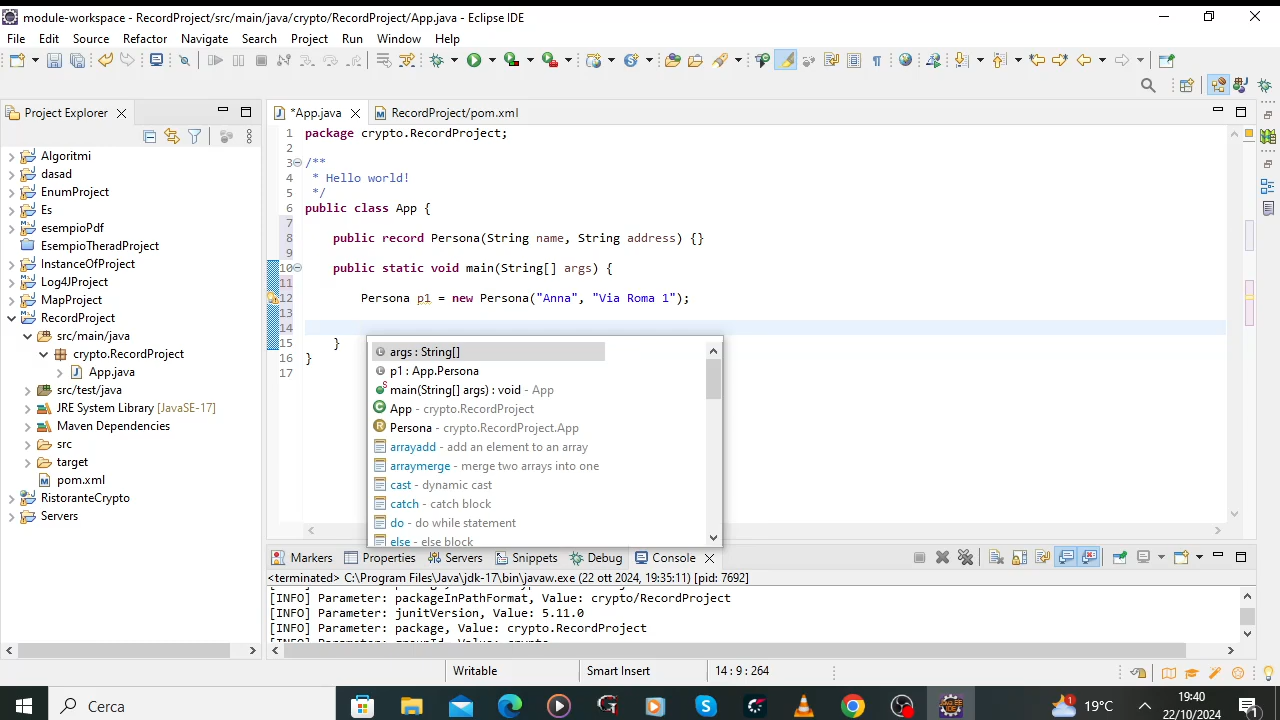 module-workspace - RecordProject/src/main/java/crypto/RecordProject/App.java - Eclipse IDE
File Edit Source Refactor Navigate Search Project Run Window Help
Project Explorer
*App.java
RecordProject/pom.xml
Algoritmi
dasad
EnumProject
Es
esempioPdf
EsempioTheradProject
InstanceOfProject
Log4JProject
MapProject
RecordProject
src/main/java
crypto.RecordProject
App.java
src/test/java
JRE System Library [JavaSE-17]
Maven Dependencies
src
target
pom.xml
RistoranteCrypto
Servers
1 package crypto.RecordProject;
2
3 /**
4 * Hello world!
5 */
6 public class App {
7
8 public record Persona(String name, String address) {}
9
10 public static void main(String[] args) {
11
12 Persona p1 = new Persona("Anna", "Via Roma 1");
13
14
15 }
16 }
17
args : String[]
p1 : App.Persona
main(String[] args) : void - App
App - crypto.RecordProject
Persona - crypto.RecordProject.App
arrayadd - add an element to an array
arraymerge - merge two arrays into one
cast - dynamic cast
catch - catch block
do - do while statement
else - else block
Markers Properties Servers Snippets Debug Console
<terminated> C:\Program Files\Java\jdk-17\bin\javaw.exe (22 ott 2024, 19:35:11) [pid: 7692]
[INFO] Parameter: packageInPathFormat, Value: crypto/RecordProject
[INFO] Parameter: junitVersion, Value: 5.11.0
[INFO] Parameter: package, Value: crypto.RecordProject
[INFO] Parameter: groupId, Value: crypto
Writable
Smart Insert
14 : 9 : 264
Cerca
19°C
19:40
22/10/2024